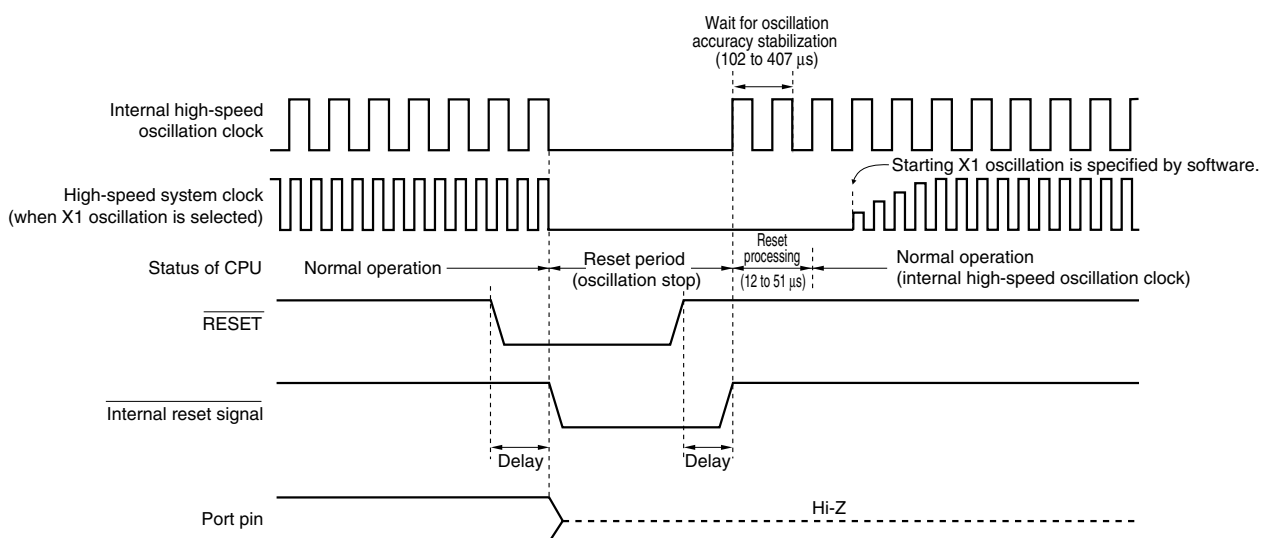 Wait for oscillation
accuracy stabilization
(102 to 407 μs)
Internal high-speed
oscillation clock
Starting X1 oscillation is specified by software.
High-speed system clock
(when X1 oscillation is selected)
Status of CPU
Normal operation
Reset period
(oscillation stop)
Reset
processing
(12 to 51 μs)
Normal operation
(internal high-speed oscillation clock)
RESET
Internal reset signal
Delay
Delay
Port pin
Hi-Z